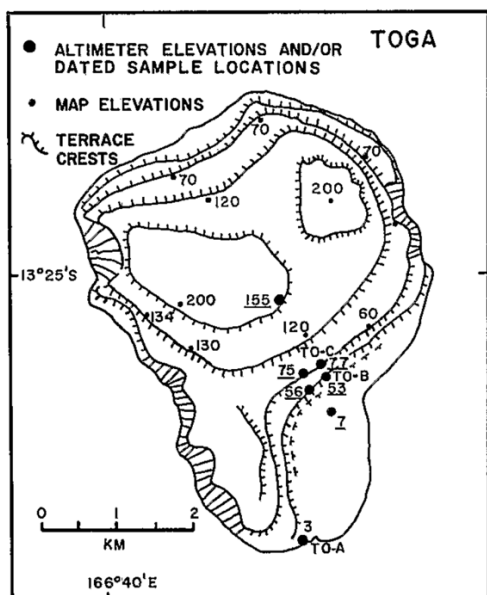 TOGA
ALTIMETER ELEVATIONS AND/OR
DATED SAMPLE LOCATIONS
MAP ELEVATIONS
TERRACE
CRESTS
70
70
70
120
200
13°25'S
200
155
134
130
120
60
TO-C
77
75
TO-B
56
53
7
0 2
KM
3
TO-A
166°40'E